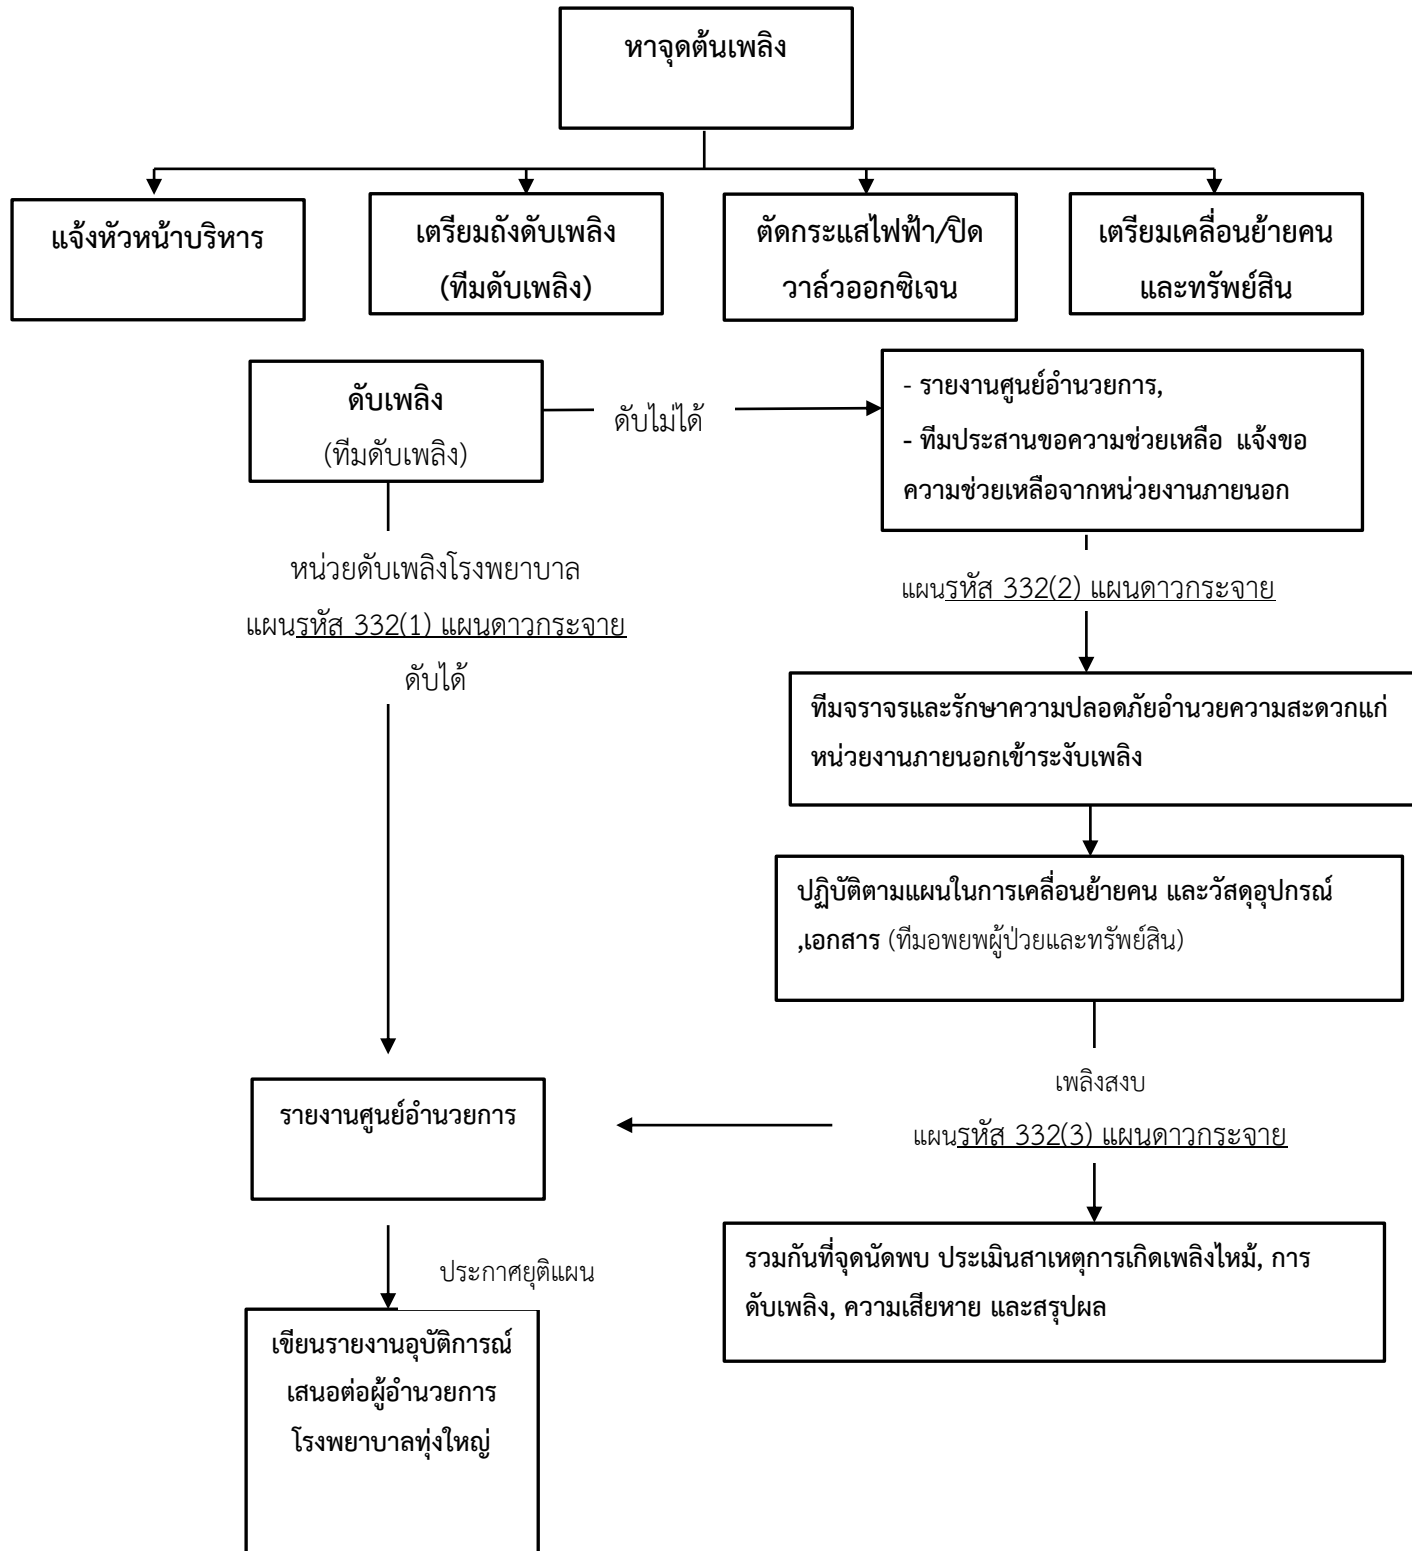 หาจุดต้นเพลิง
แจ้งหัวหน้าบริหาร
เตรียมถังดับเพลิง
(ทีมดับเพลิง)
ตัดกระแสไฟฟ้า/ปิด
วาล์วออกซิเจน
เตรียมเคลื่อนย้ายคน
และทรัพย์สิน
ดับเพลิง
(ทีมดับเพลิง)
ดับไม่ได้
- รายงานศูนย์อำนวยการ,
- ทีมประสานขอความช่วยเหลือ แจ้งขอ
ความช่วยเหลือจากหน่วยงานภายนอก
หน่วยดับเพลิงโรงพยาบาล
แผนรหัส 332(1) แผนดาวกระจาย
ดับได้
แผนรหัส 332(2) แผนดาวกระจาย
ทีมจราจรและรักษาความปลอดภัยอำนวยความสะดวกแก่
หน่วยงานภายนอกเข้าระงับเพลิง
ปฏิบัติตามแผนในการเคลื่อนย้ายคน และวัสดุอุปกรณ์
,เอกสาร (ทีมอพยพผู้ป่วยและทรัพย์สิน)
เพลิงสงบ
แผนรหัส 332(3) แผนดาวกระจาย
รายงานศูนย์อำนวยการ
ประกาศยุติแผน
รวมกันที่จุดนัดพบ ประเมินสาเหตุการเกิดเพลิงไหม้, การ
ดับเพลิง, ความเสียหาย และสรุปผล
เขียนรายงานอุบัติการณ์
เสนอต่อผู้อำนวยการ
โรงพยาบาลทุ่งใหญ่